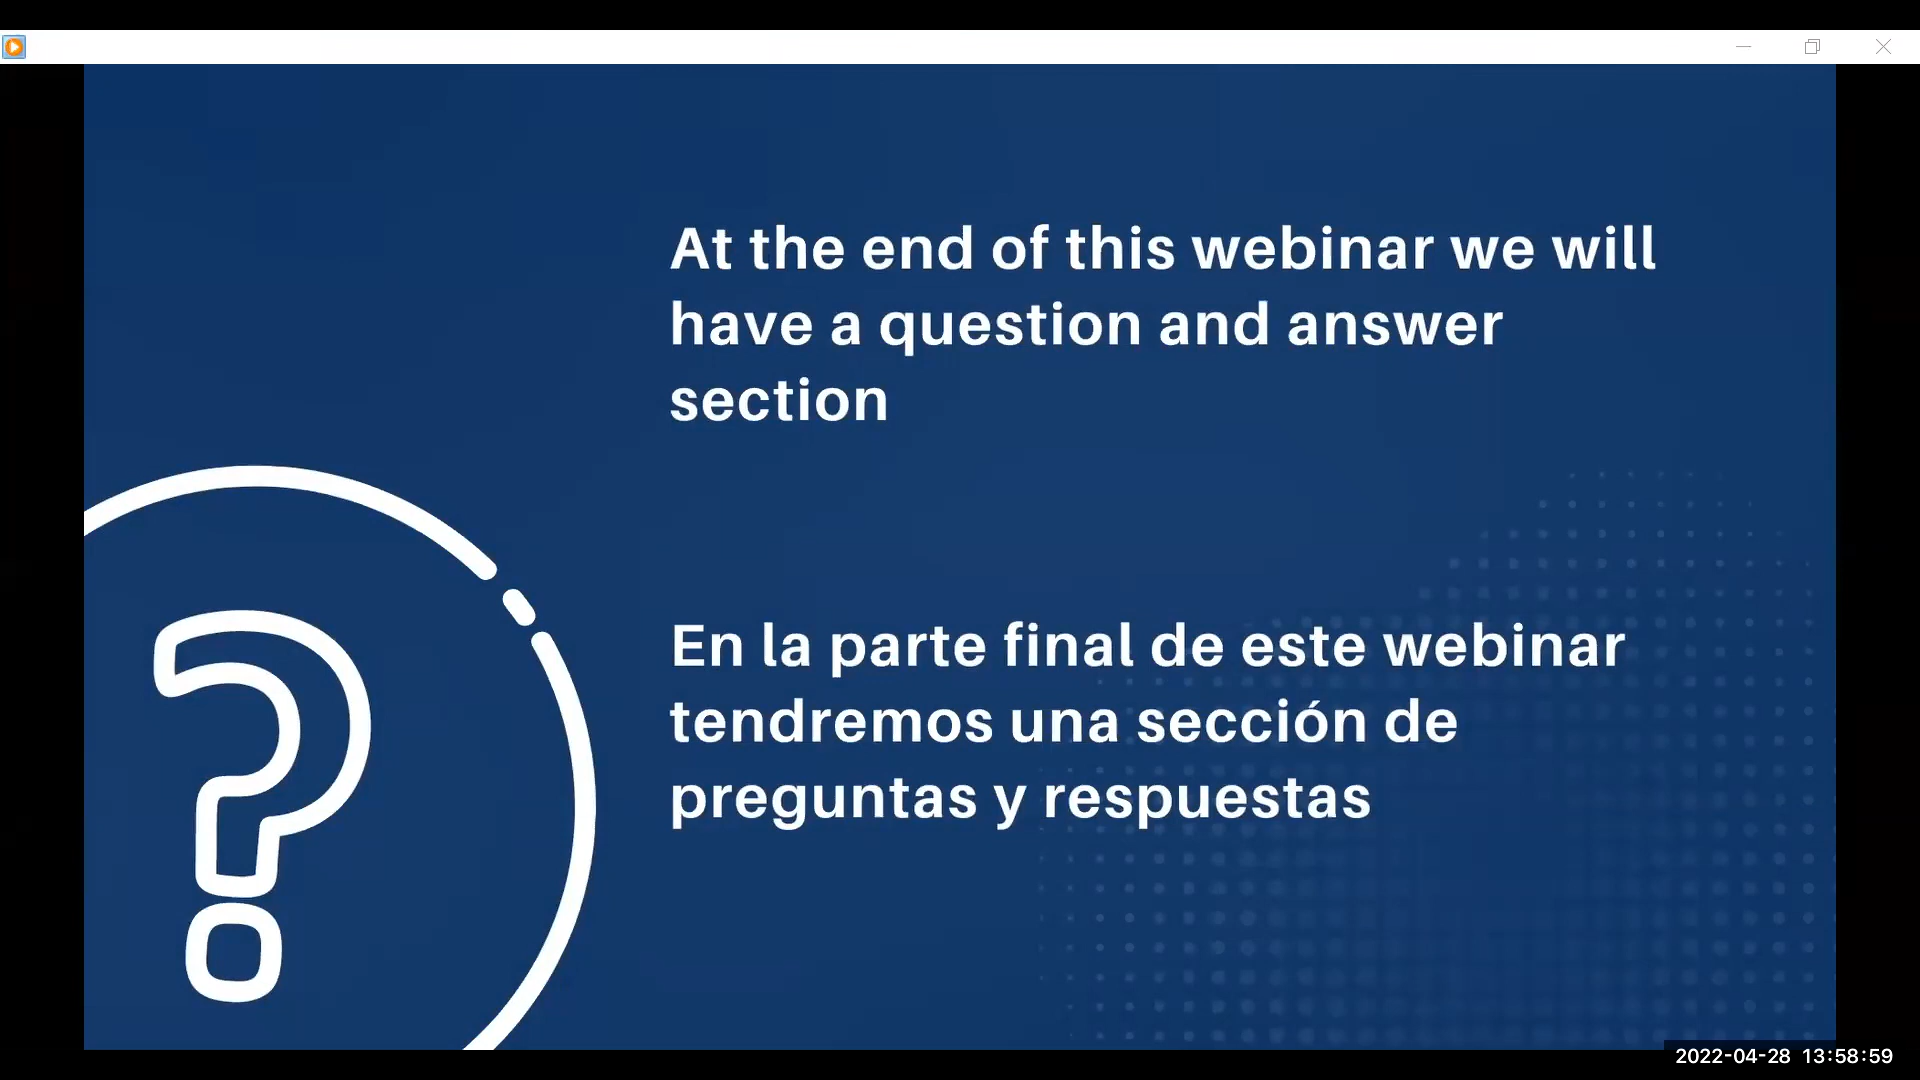 At the end of this webinar we will
have a question and answer
section
En la parte final de este webinar
tendremos una sección de
preguntas y respuestas
2022-04-28 13:58:59